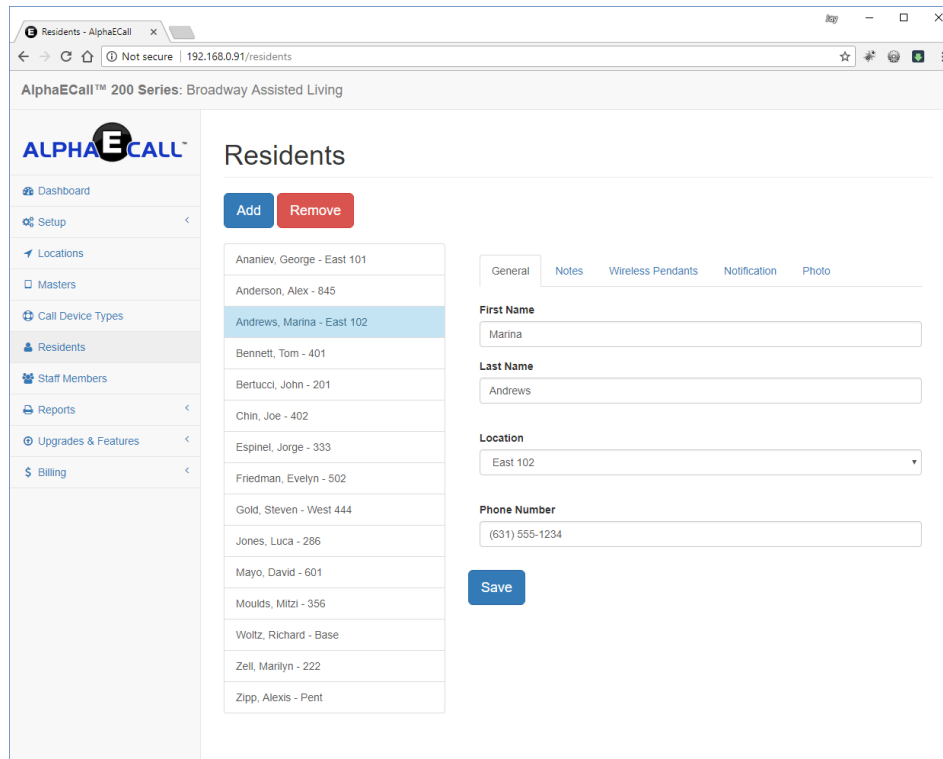 Residents - AlphaECall
Not secure | 192.168.0.91/residents
AlphaECall™ 200 Series: Broadway Assisted Living
ALPHA E CALL™
Dashboard
Setup
Locations
Masters
Call Device Types
Residents
Staff Members
Reports
Upgrades & Features
Billing
Residents
Add Remove
Ananiev, George - East 101
Anderson, Alex - 845
Andrews, Marina - East 102
Bennett, Tom - 401
Bertucci, John - 201
Chin, Joe - 402
Espinel, Jorge - 333
Friedman, Evelyn - 502
Gold, Steven - West 444
Jones, Luca - 286
Mayo, David - 601
Moulds, Mitzi - 356
Woltz, Richard - Base
Zell, Marilyn - 222
Zipp, Alexis - Pent
General Notes Wireless Pendants Notification Photo
First Name
Marina
Last Name
Andrews
Location
East 102
Phone Number
(631) 555-1234
Save